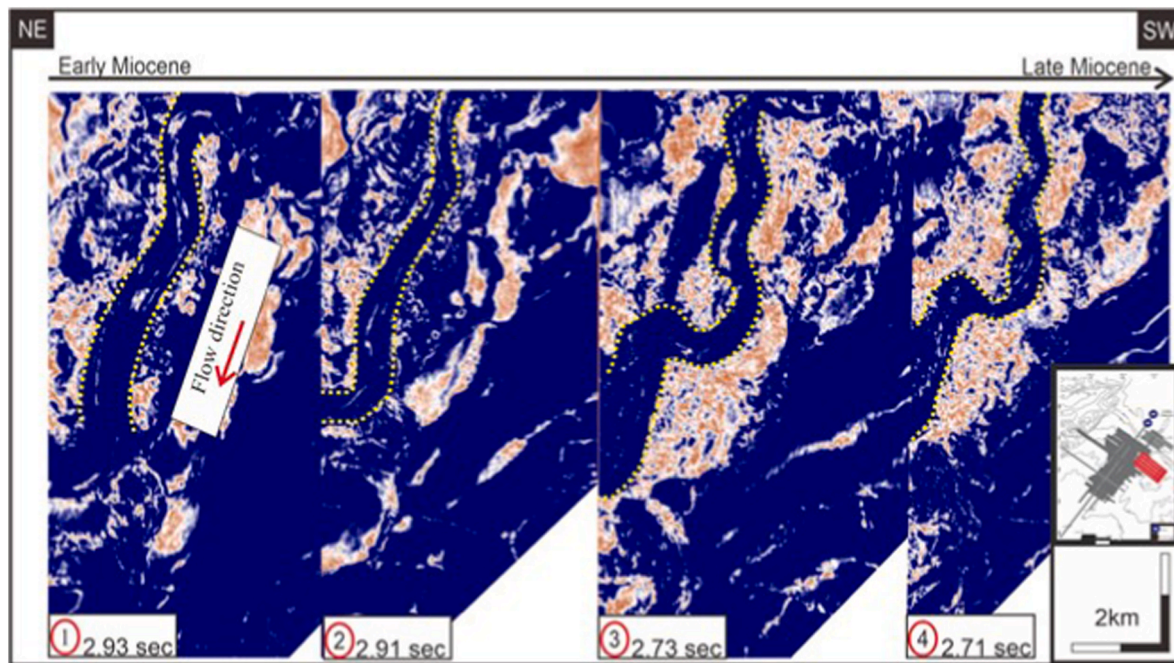 NE
SW
Early Miocene
Late Miocene
Flow direction
1 2.93 sec
2 2.91 sec
3 2.73 sec
4 2.71 sec
2km